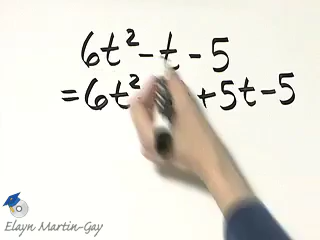 6t² - t - 5
= 6t² + 5t - 5
Elayn Martin-Gay